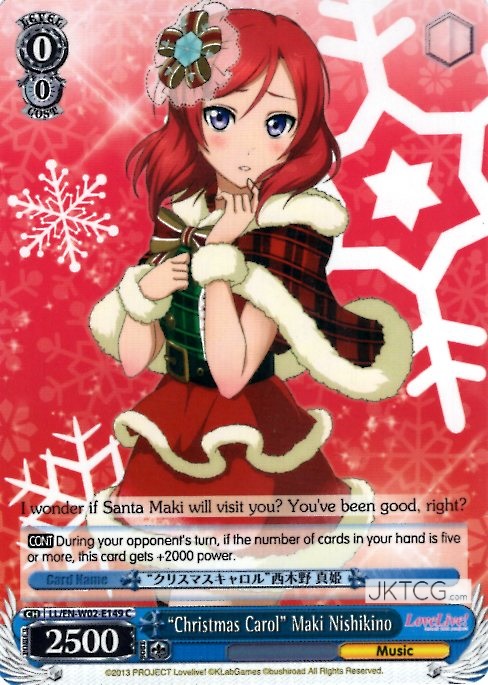 LEVEL
0
0
COST
I wonder if Santa Maki will visit you? You've been good, right?
CONT During your opponent's turn, if the number of cards in your hand is five
or more, this card gets +2000 power.
Card Name
"クリスマスキャロル" 西木野 真姫
JKTCG.com
CH LL/EN-W02-E149 C
POWER
2500
SOUL
"Christmas Carol" Maki Nishikino
LoveLive!
Music
©2013 PROJECT Lovelive! ©KLabGames ©bushiroad All Rights Reserved.